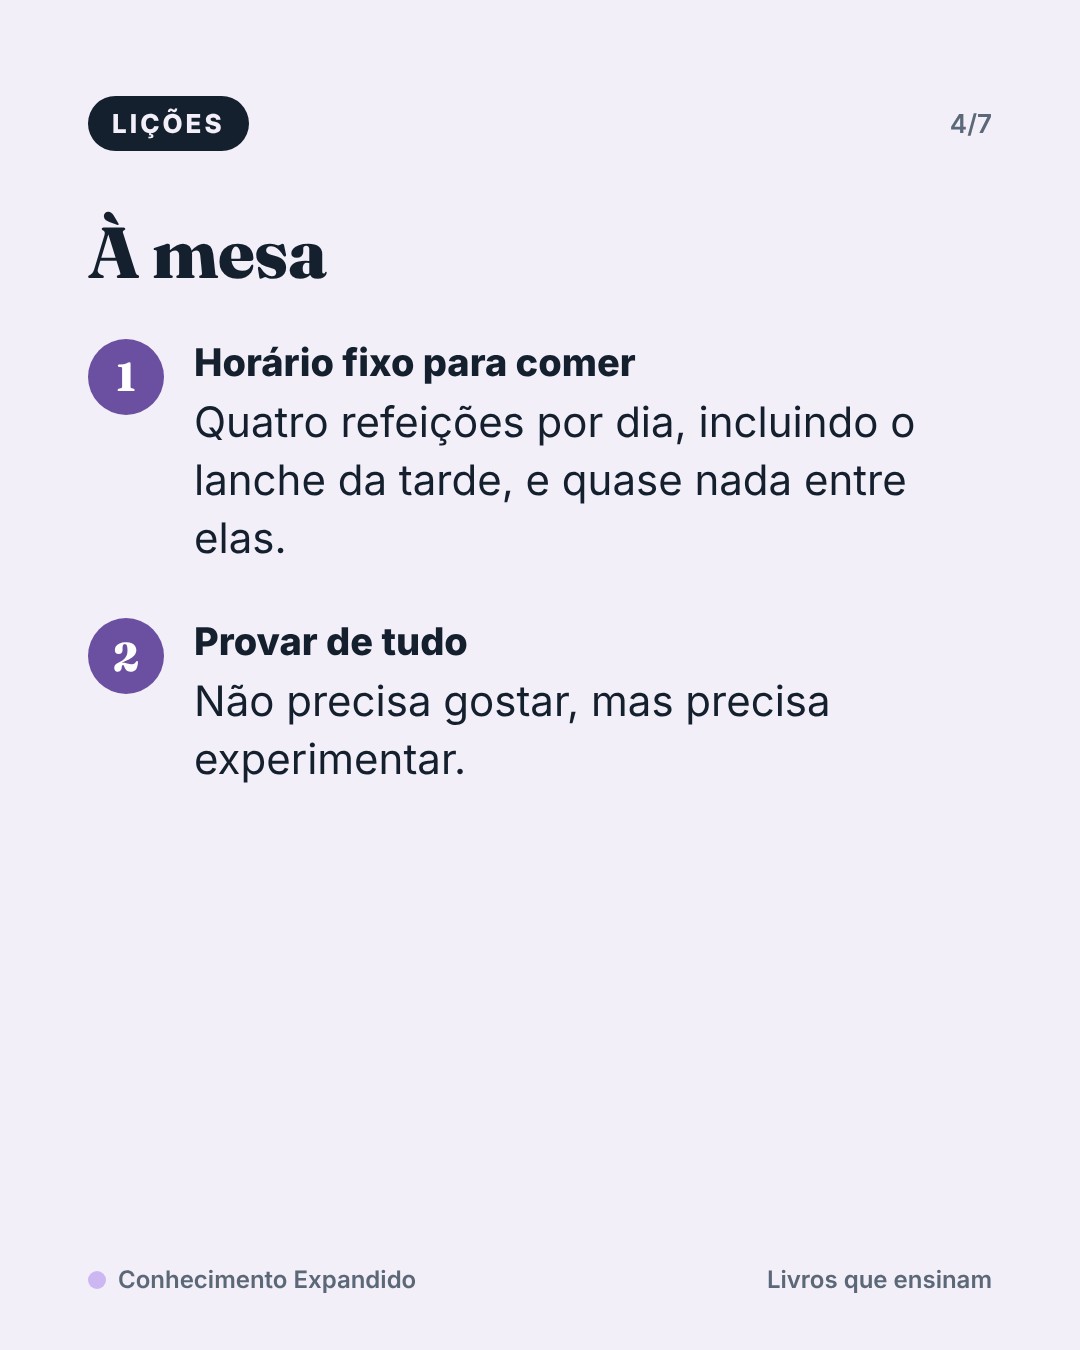 LIÇÕES
4/7
À mesa
1
Horário fixo para comer
Quatro refeições por dia, incluindo o
lanche da tarde, e quase nada entre
elas.
2
Provar de tudo
Não precisa gostar, mas precisa
experimentar.
Conhecimento Expandido
Livros que ensinam